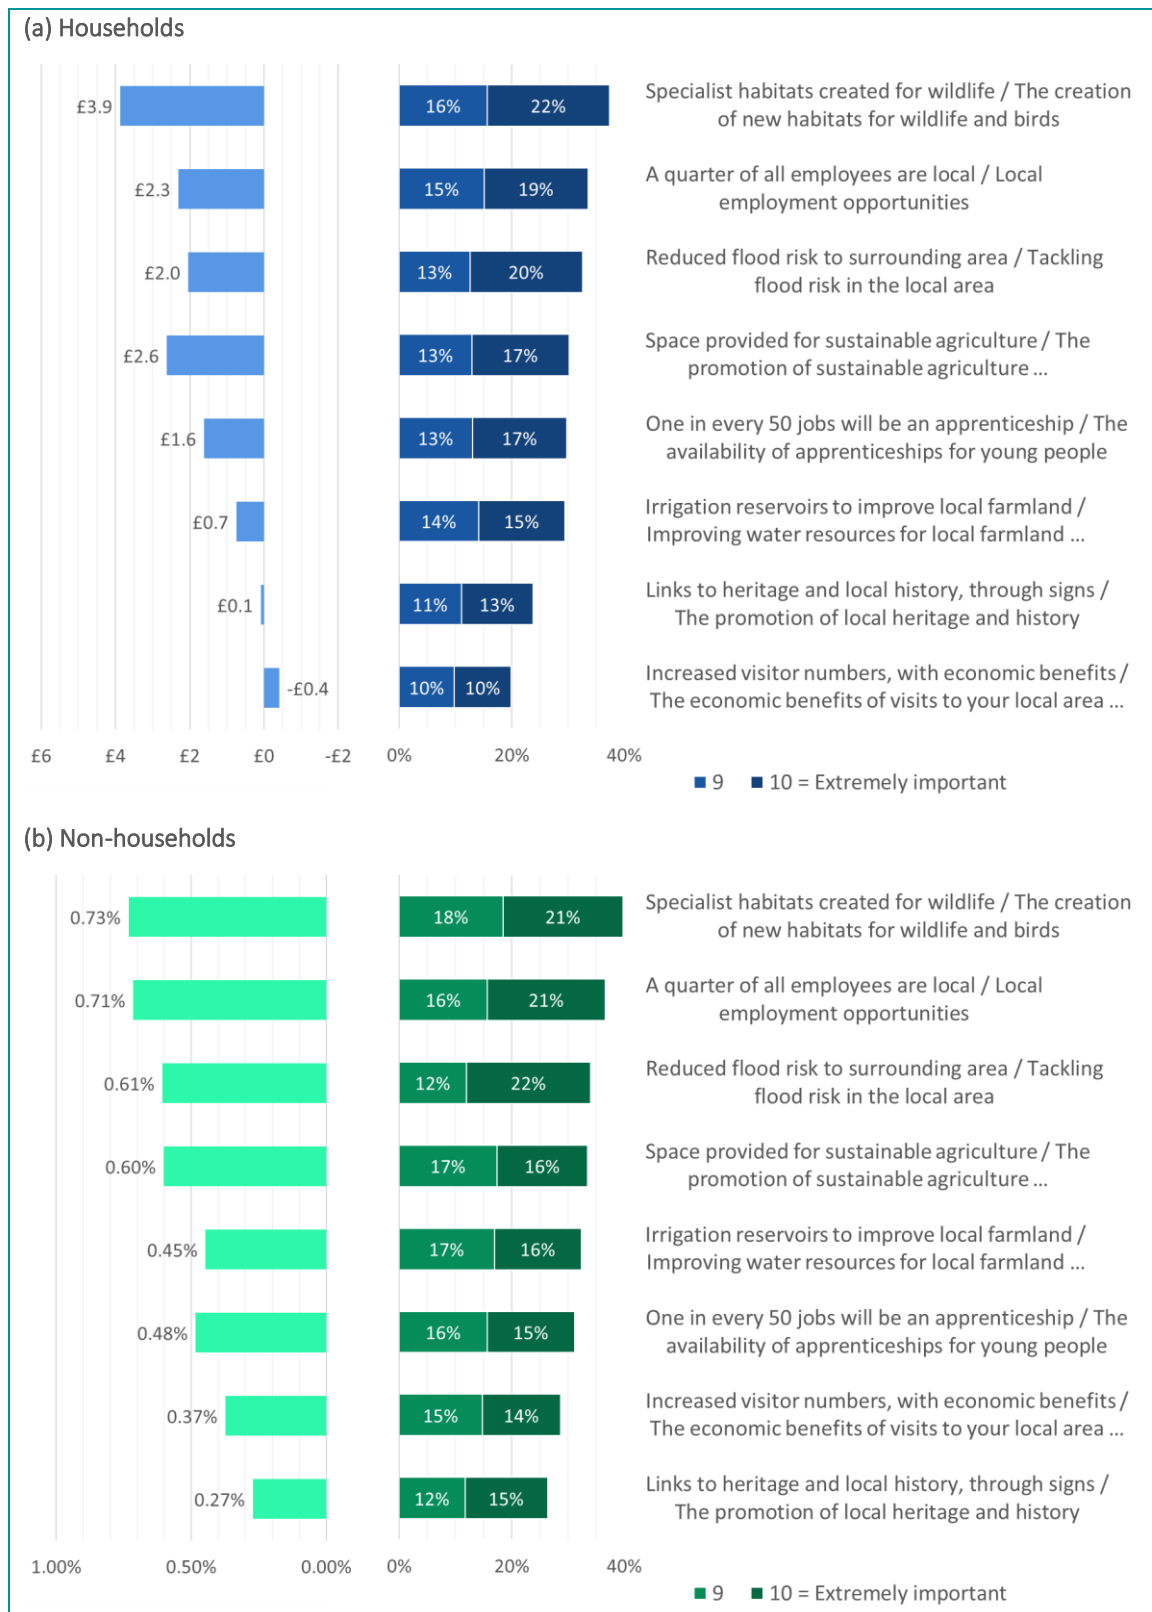 (a) Households
£3.9
16%
22%
Specialist habitats created for wildlife / The creation
of new habitats for wildlife and birds
£2.3
15%
19%
A quarter of all employees are local / Local
employment opportunities
£2.0
13%
20%
Reduced flood risk to surrounding area / Tackling
flood risk in the local area
£2.6
13%
17%
Space provided for sustainable agriculture / The
promotion of sustainable agriculture ...
£1.6
13%
17%
One in every 50 jobs will be an apprenticeship / The
availability of apprenticeships for young people
£0.7
14%
15%
Irrigation reservoirs to improve local farmland /
Improving water resources for local farmland ...
£0.1
11%
13%
Links to heritage and local history, through signs /
The promotion of local heritage and history
-£0.4
10%
10%
Increased visitor numbers, with economic benefits /
The economic benefits of visits to your local area ...
£6 £4 £2 £0 -£2
0% 20% 40%
9 10 = Extremely important
(b) Non-households
0.73%
18%
21%
Specialist habitats created for wildlife / The creation
of new habitats for wildlife and birds
0.71%
16%
21%
A quarter of all employees are local / Local
employment opportunities
0.61%
12%
22%
Reduced flood risk to surrounding area / Tackling
flood risk in the local area
0.60%
17%
16%
Space provided for sustainable agriculture / The
promotion of sustainable agriculture ...
0.45%
17%
16%
Irrigation reservoirs to improve local farmland /
Improving water resources for local farmland ...
0.48%
16%
15%
One in every 50 jobs will be an apprenticeship / The
availability of apprenticeships for young people
0.37%
15%
14%
Increased visitor numbers, with economic benefits /
The economic benefits of visits to your local area ...
0.27%
12%
15%
Links to heritage and local history, through signs /
The promotion of local heritage and history
1.00% 0.50% 0.00%
0% 20% 40%
9 10 = Extremely important